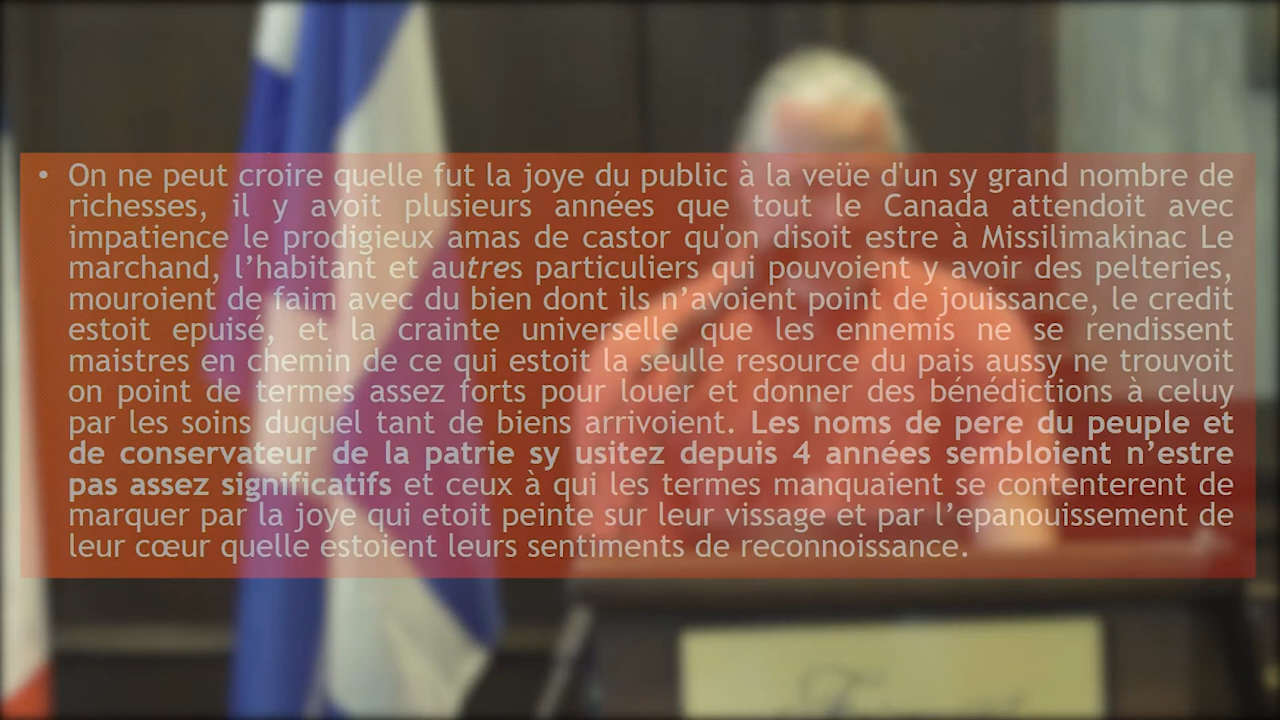 • On ne peut croire quelle fut la joye du public à la veüe d'un sy grand nombre de
richesses, il y avoit plusieurs années que tout le Canada attendoit avec
impatience le prodigieux amas de castor qu'on disoit estre à Missilimakinac Le
marchand, l’habitant et autres particuliers qui pouvoient y avoir des pelteries,
mouroient de faim avec du bien dont ils n’avoient point de jouissance, le credit
estoit epuisé, et la crainte universelle que les ennemis ne se rendissent
maistres en chemin de ce qui estoit la seulle resource du pais aussy ne trouvoit
on point de termes assez forts pour louer et donner des bénédictions à celuy
par les soins duquel tant de biens arrivoient. Les noms de pere du peuple et
de conservateur de la patrie sy usitez depuis 4 années sembloient n’estre
pas assez significatifs et ceux à qui les termes manquaient se contenterent de
marquer par la joye qui etoit peinte sur leur vissage et par l’epanouissement de
leur cœur quelle estoient leurs sentiments de reconnoissance.